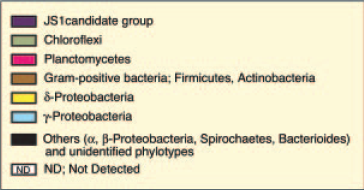 JS1candidate group
Chloroflexi
Planctomycetes
Gram-positive bacteria; Firmicutes, Actinobacteria
δ-Proteobacteria
γ-Proteobacteria
Others (α, β-Proteobacteria, Spirochaetes, Bacterioides)
and unidentified phylotypes
ND ND; Not Detected